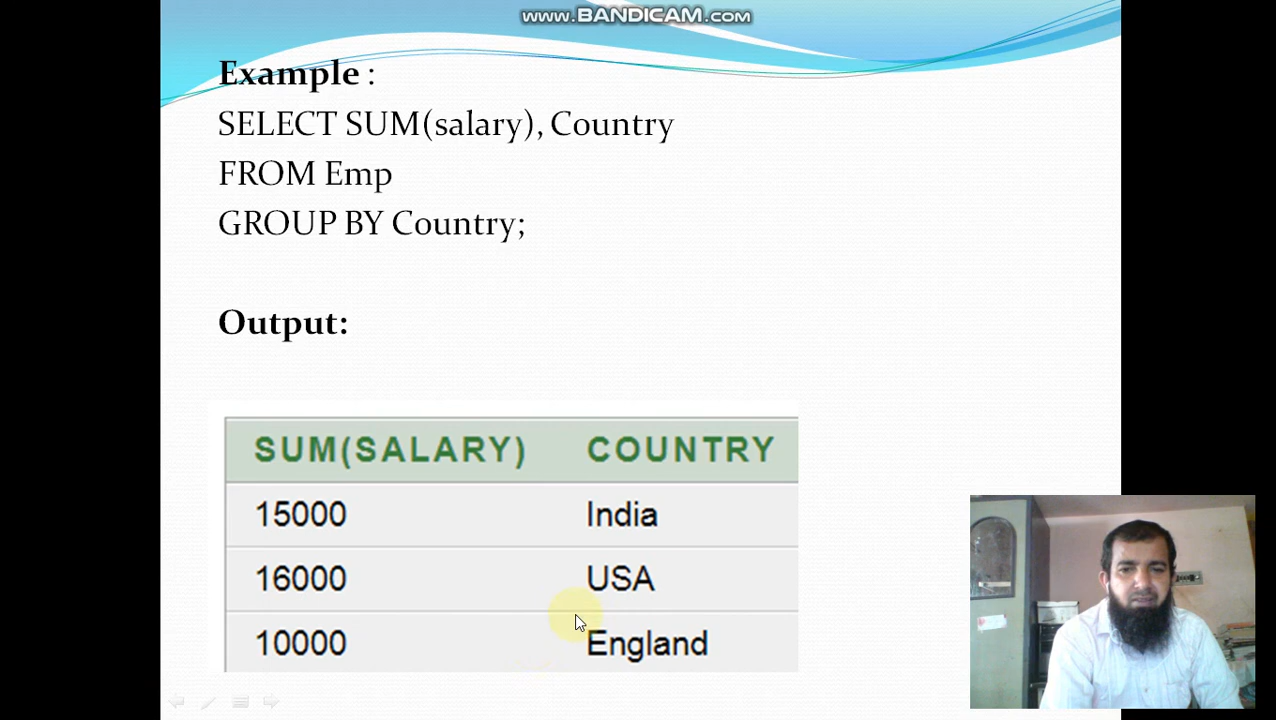 www.BANDICAM.com
Example :
SELECT SUM(salary), Country
FROM Emp
GROUP BY Country;
Output:
SUM(SALARY) COUNTRY
15000 India
16000 USA
10000 England